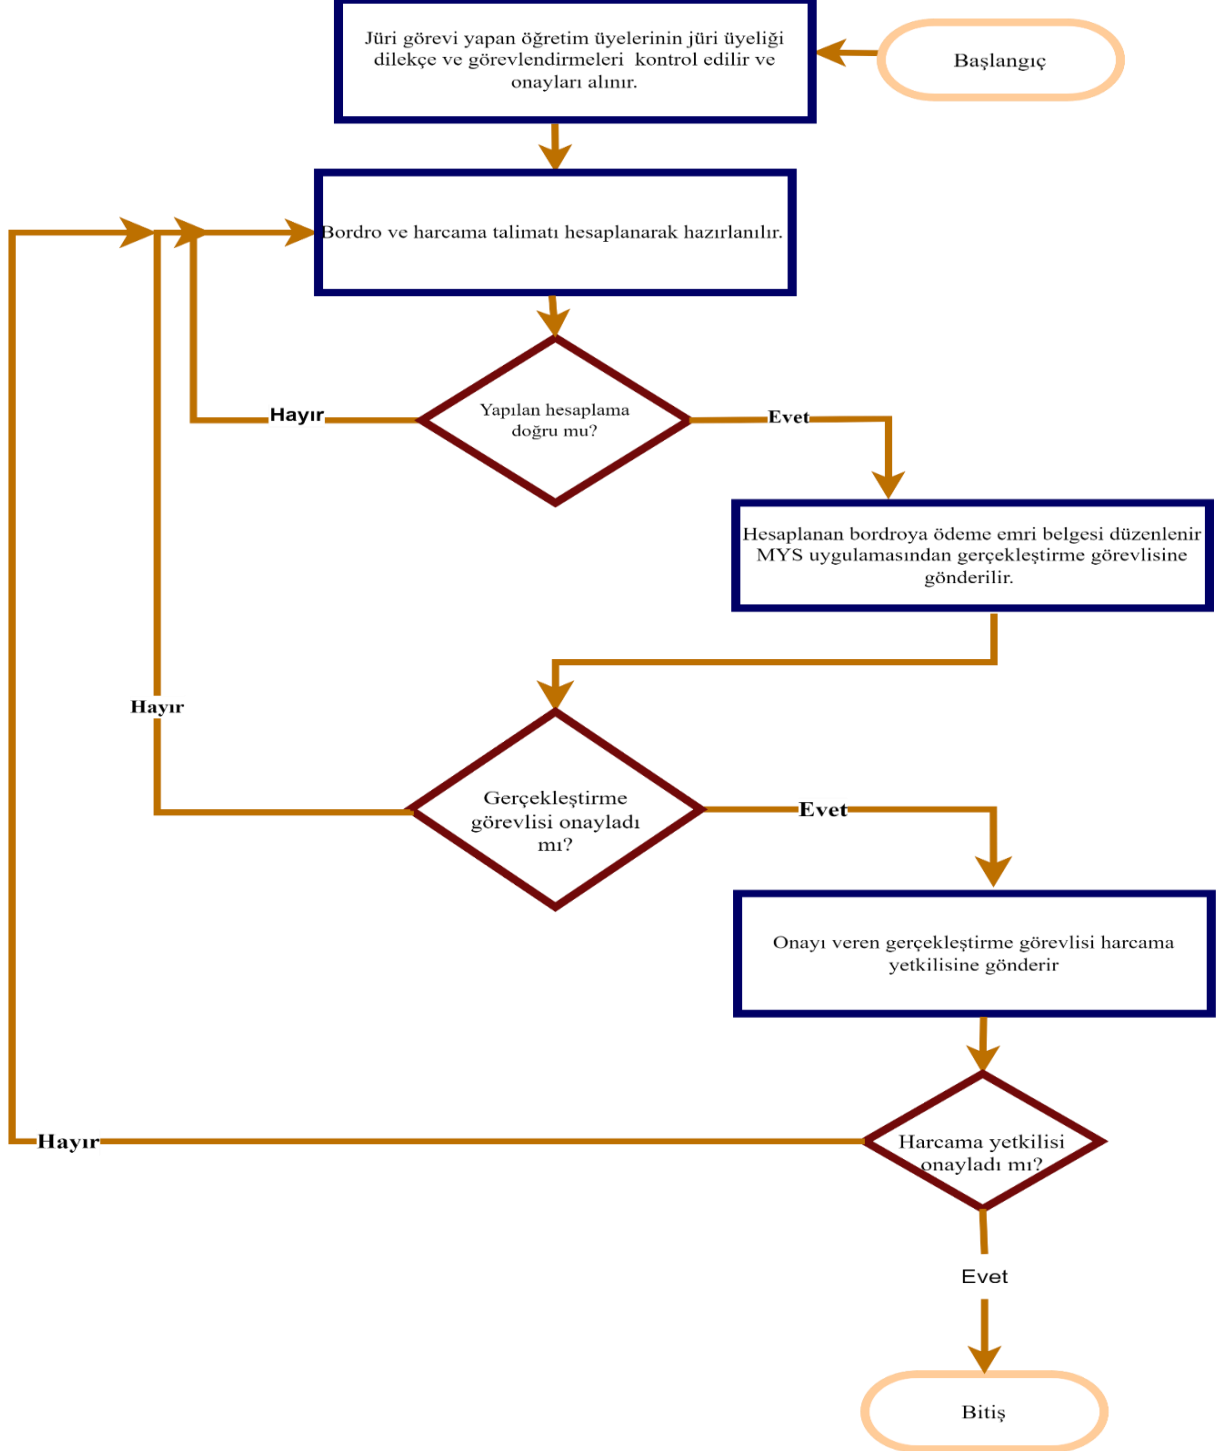 Başlangıç
Jüri görevi yapan öğretim üyelerinin jüri üyeliği
dilekçe ve görevlendirmeleri kontrol edilir ve
onayları alınır.
Bordro ve harcama talimatı hesaplanarak hazırlanılır.
Yapılan hesaplama
doğru mu?
Hayır
Evet
Hesaplanan bordroya ödeme emri belgesi düzenlenir
MYS uygulamasından gerçekleştirme görevlisine
gönderilir.
Gerçekleştirme
görevlisi onayladı
mı?
Hayır
Evet
Onayı veren gerçekleştirme görevlisi harcama
yetkilisine gönderir
Harcama yetkilisi
onayladı mı?
Hayır
Evet
Bitiş